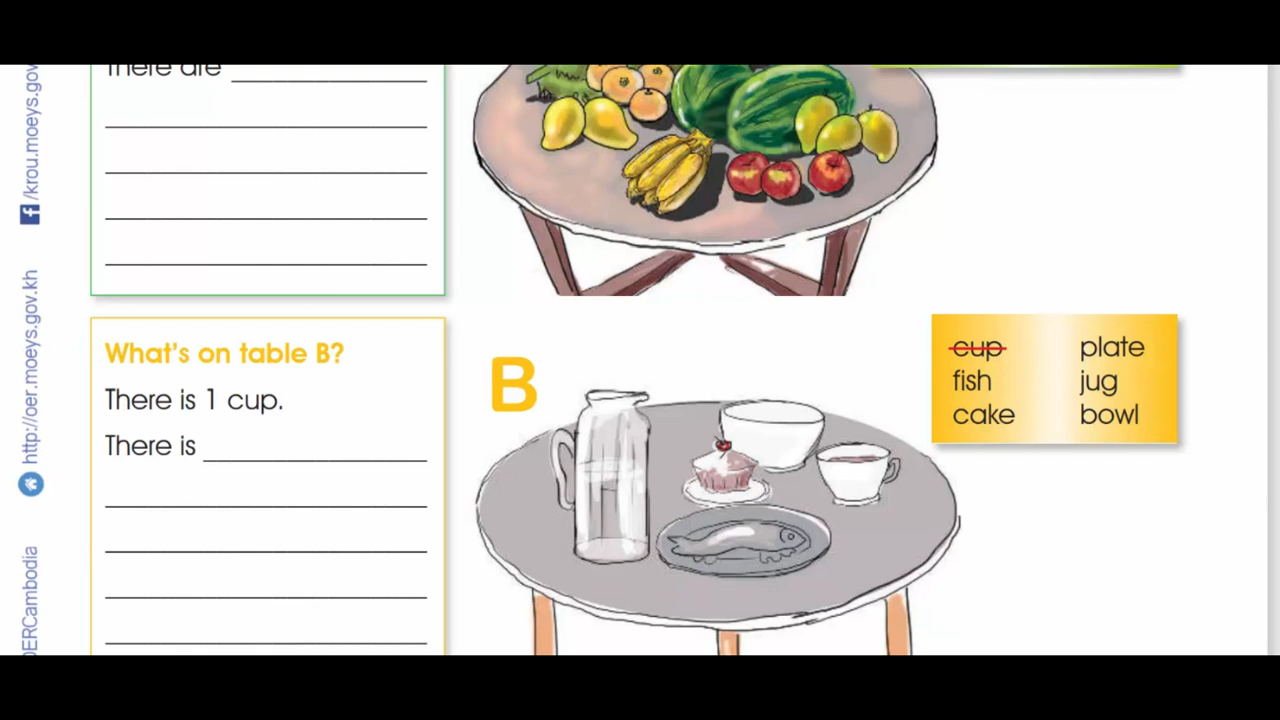 There are
What's on table B?
There is 1 cup.
There is
B
cup plate
fish jug
cake bowl
/krou.moeys.gov
http://oer.moeys.gov.kh
OERCambodia